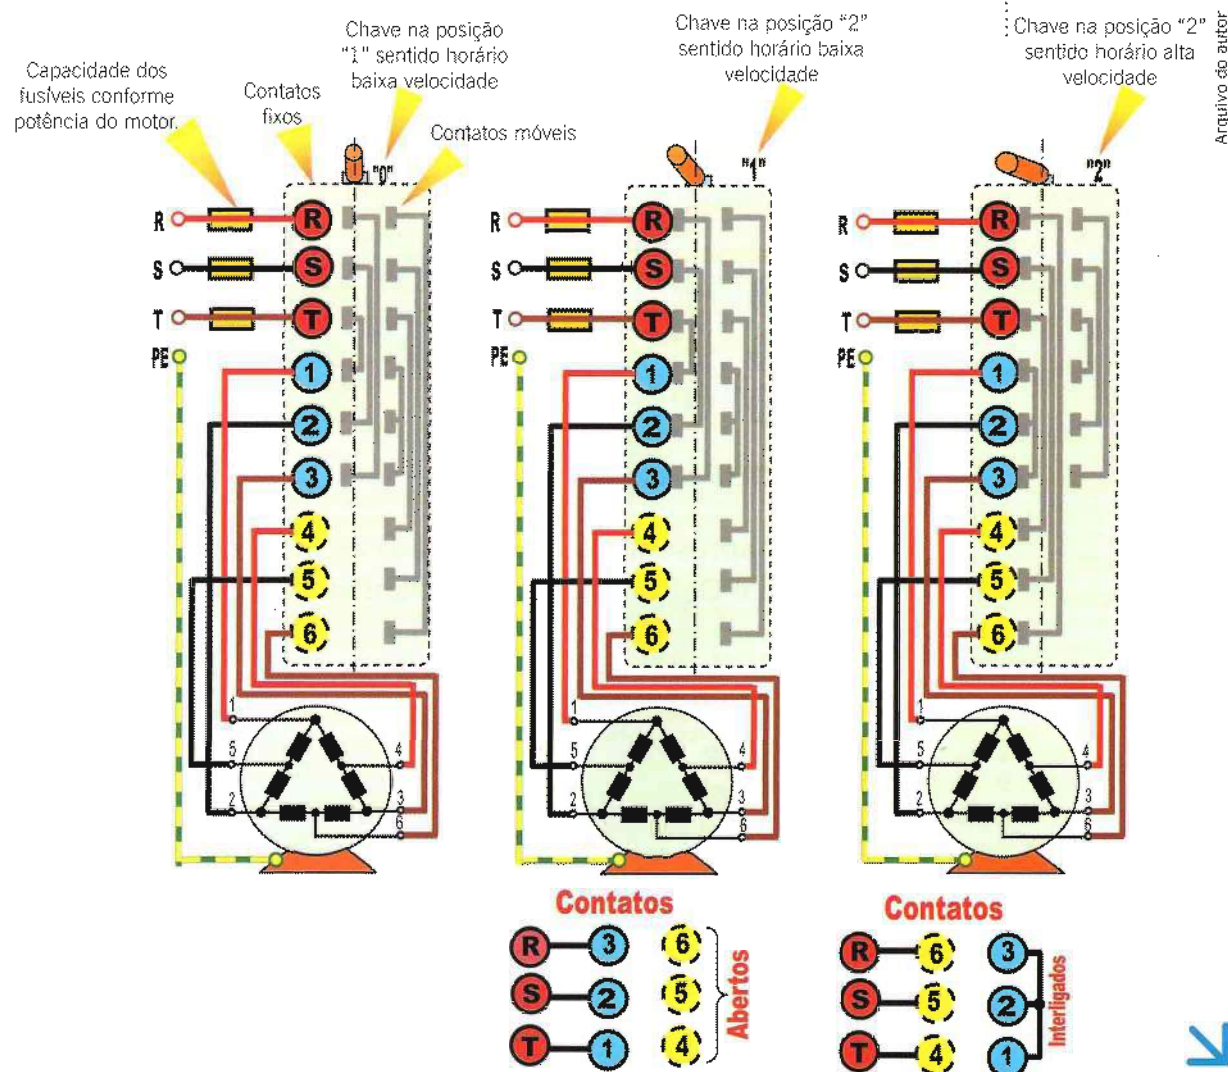 Capacidade dos
fusíveis conforme
potência do motor.
Contatos
fixos
Chave na posição
"1" sentido horário
baixa velocidade
Contatos móveis
Chave na posição "2"
sentido horário baixa
velocidade
Chave na posição "2"
sentido horário alta
velocidade
Arquivo do autor
"0"
R
S
T
PE
R
S
T
1
2
3
4
5
6
1
5
2
4
3
6
"1"
R
S
T
PE
R
S
T
1
2
3
4
5
6
1
5
2
4
3
6
"2"
R
S
T
PE
R
S
T
1
2
3
4
5
6
1
5
2
4
3
6
Contatos
R 3 6
S 2 5
T 1 4
Abertos
Contatos
R 6 3
S 5 2
T 4 1
Interligados